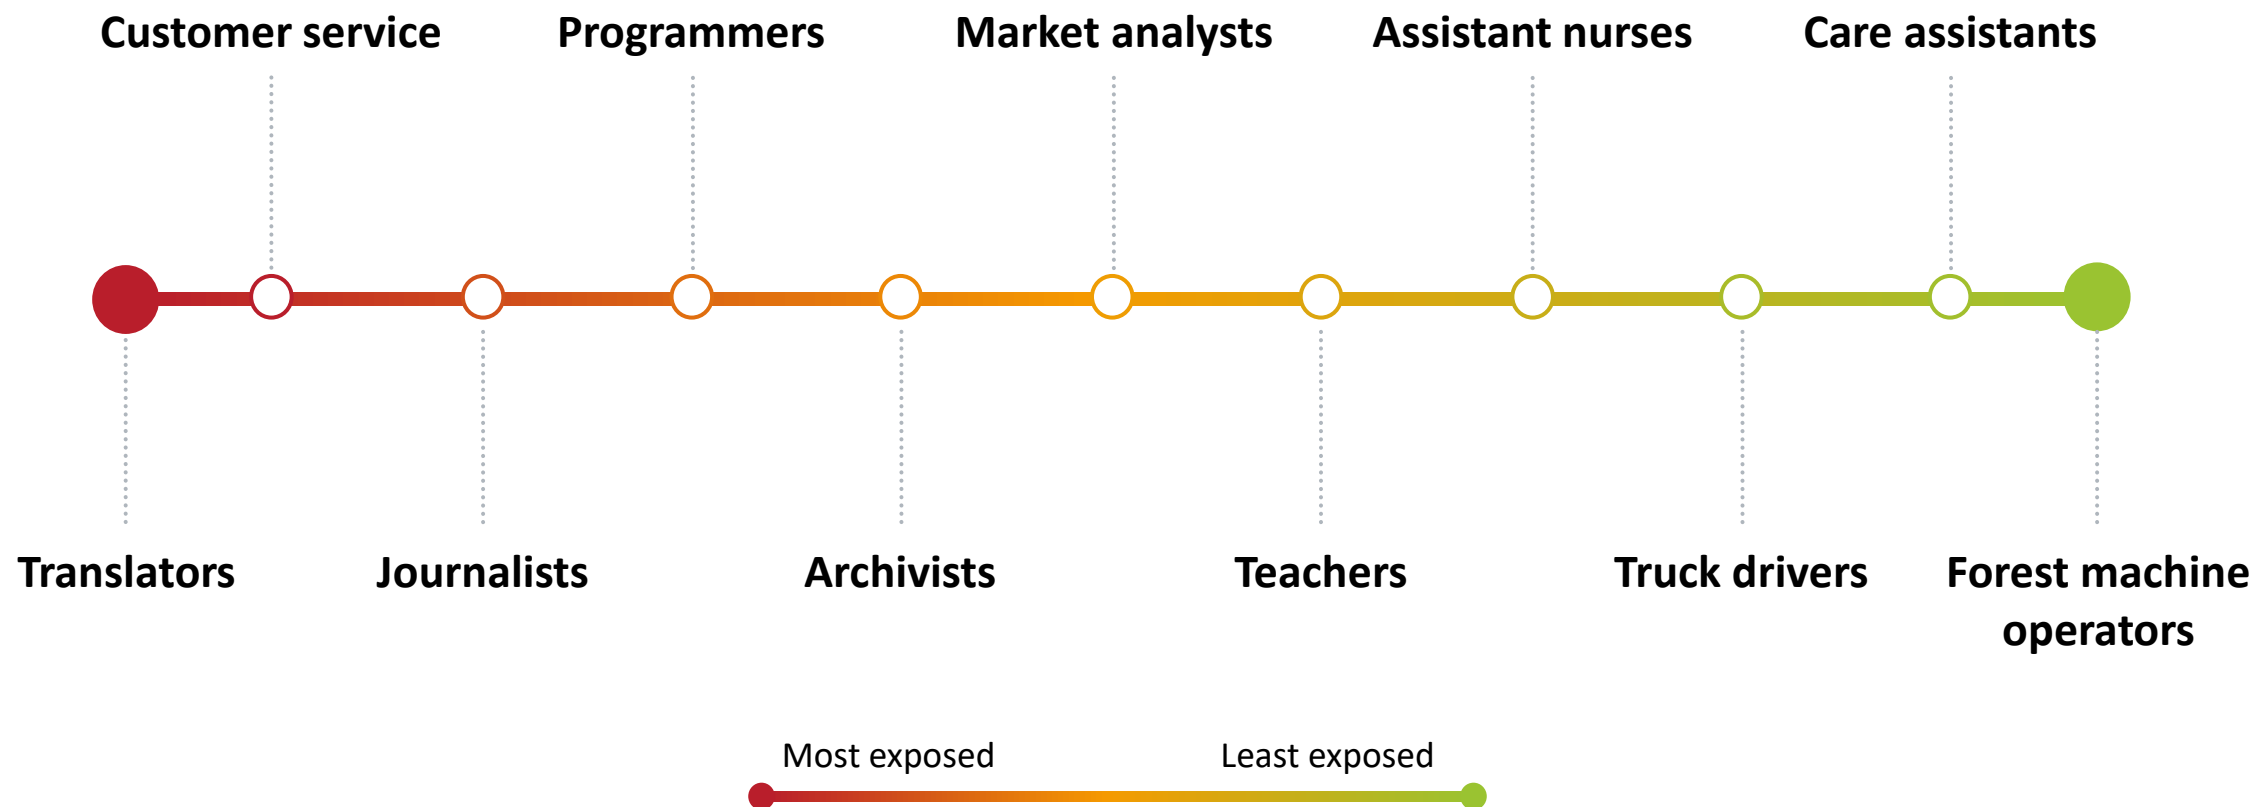 Customer service
Programmers
Market analysts
Assistant nurses
Care assistants
Translators
Journalists
Archivists
Teachers
Truck drivers
Forest machine
operators
Most exposed
Least exposed